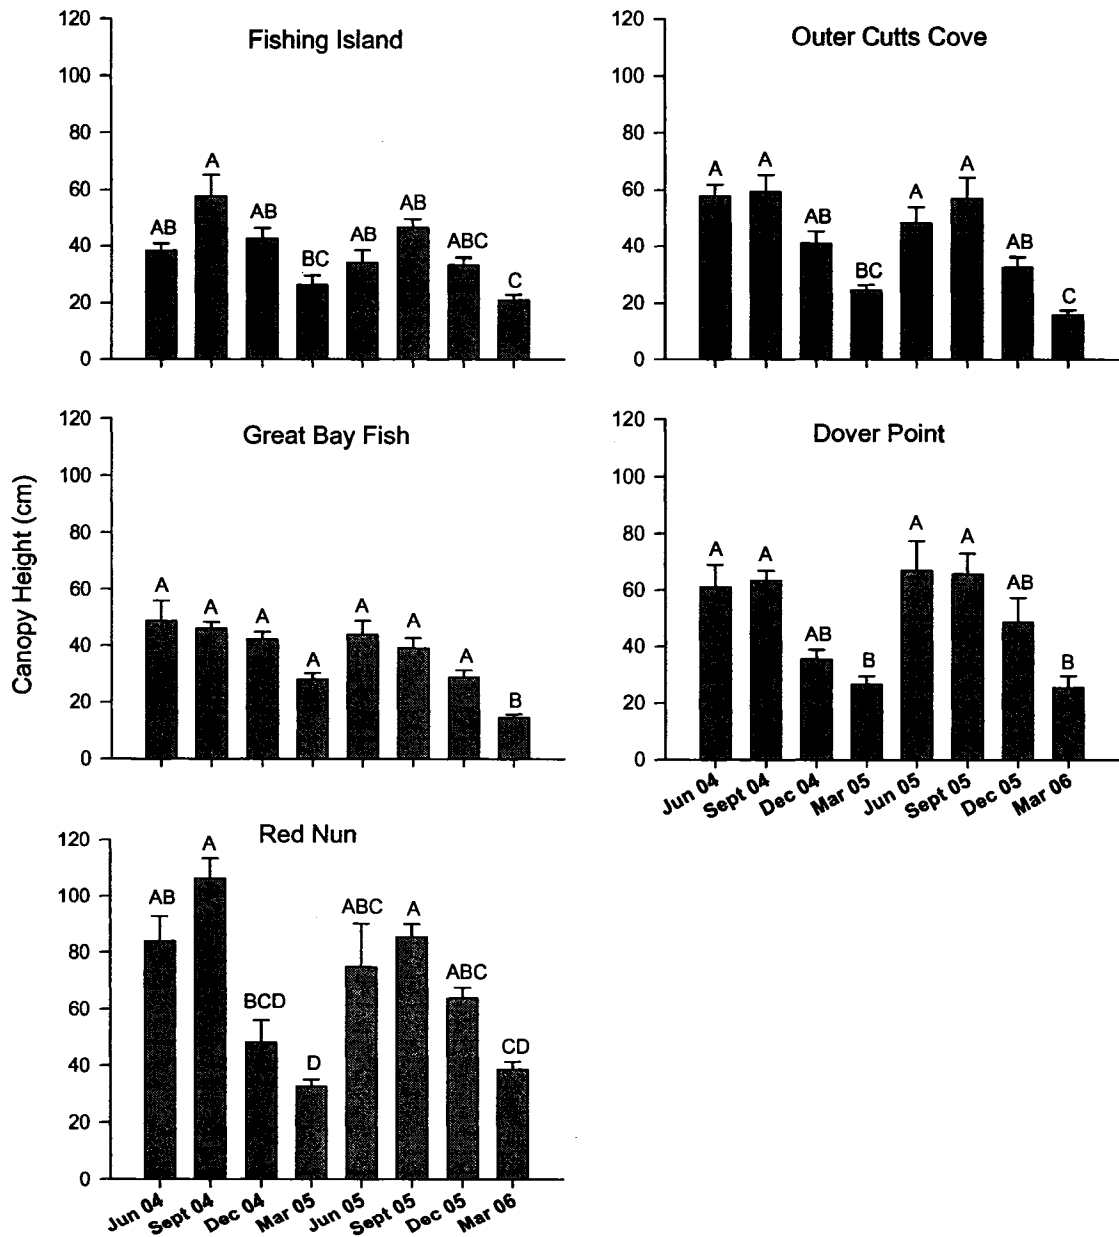 Fishing Island
120
100
80
60
40
20
0
AB
A
AB
BC
AB
AB
ABC
C
Outer Cutts Cove
120
100
80
60
40
20
0
A
A
AB
BC
A
A
AB
C
Canopy Height (cm)
Great Bay Fish
120
100
80
60
40
20
0
A
A
A
A
A
A
A
B
Dover Point
120
100
80
60
40
20
0
A
A
AB
B
A
A
AB
B
Jun 04
Sept 04
Dec 04
Mar 05
Jun 05
Sept 05
Dec 05
Mar 06
Red Nun
120
100
80
60
40
20
0
AB
A
BCD
D
ABC
A
ABC
CD
Jun 04
Sept 04
Dec 04
Mar 05
Jun 05
Sept 05
Dec 05
Mar 06